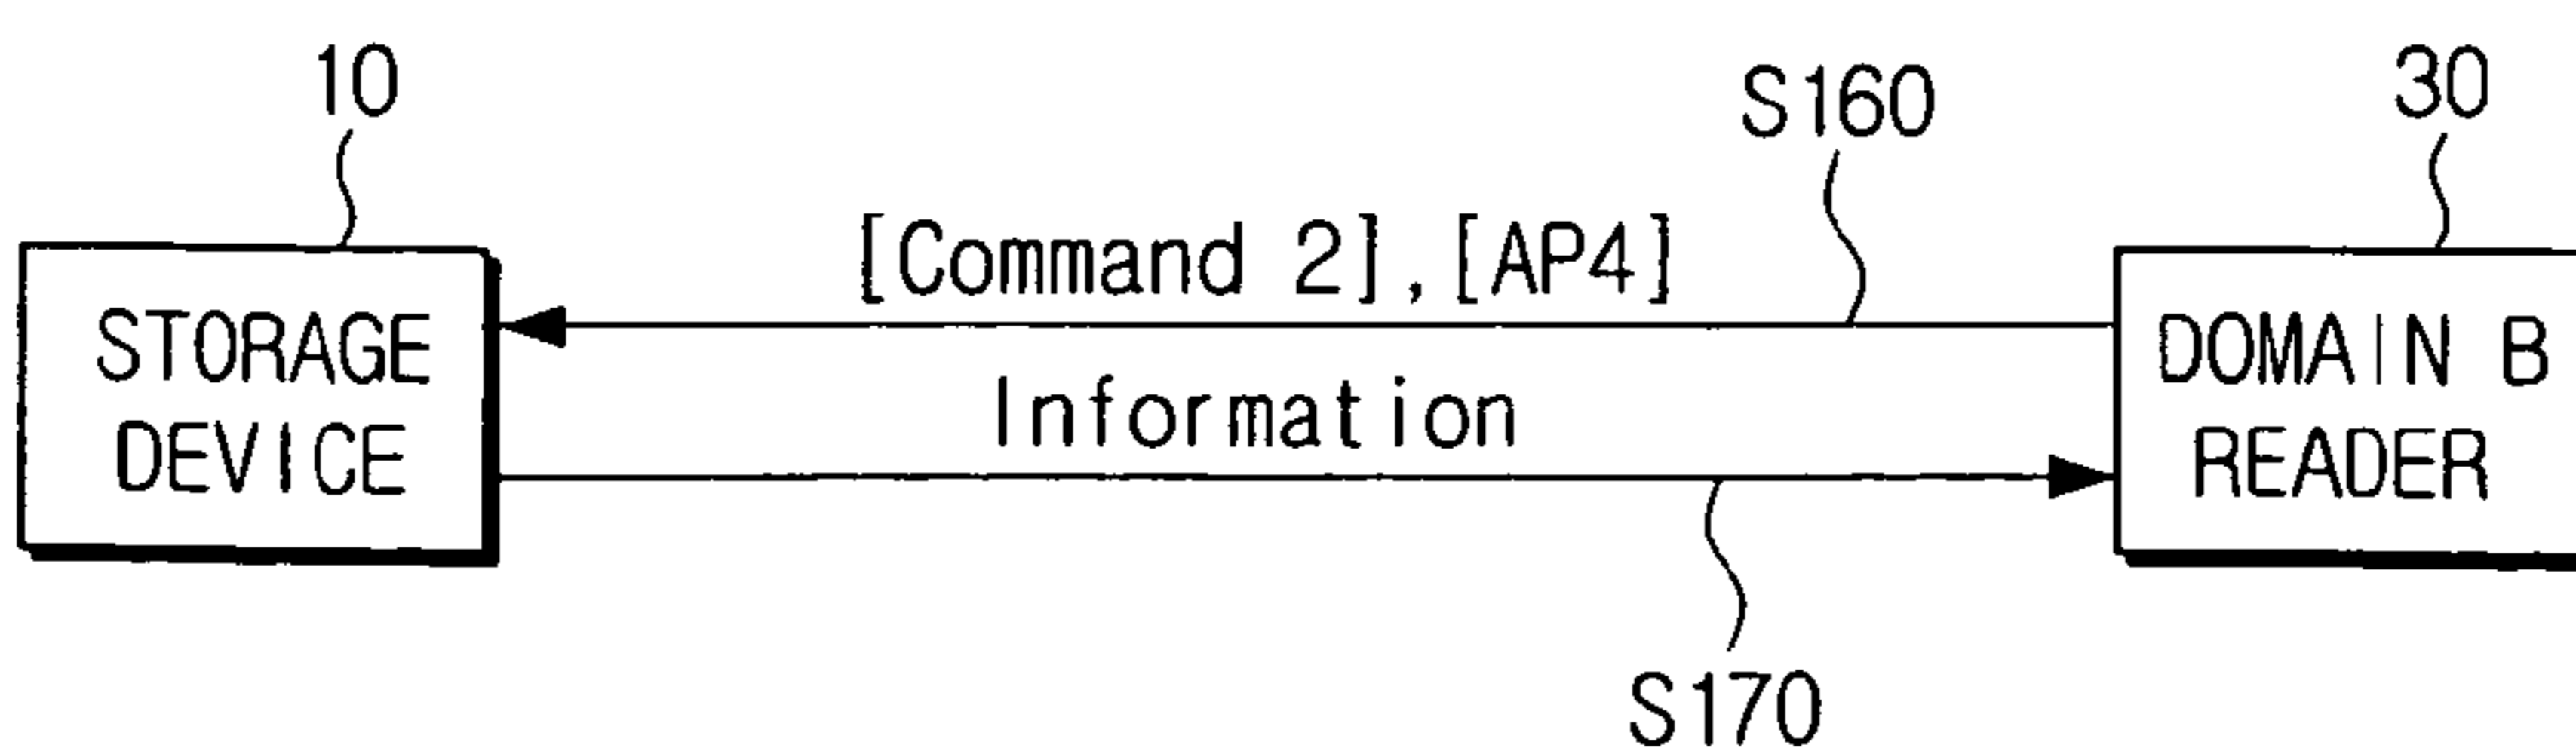 10
S160
30
[Command 2],[AP4]
STORAGE
DEVICE
Information
DOMAIN B
READER
S170